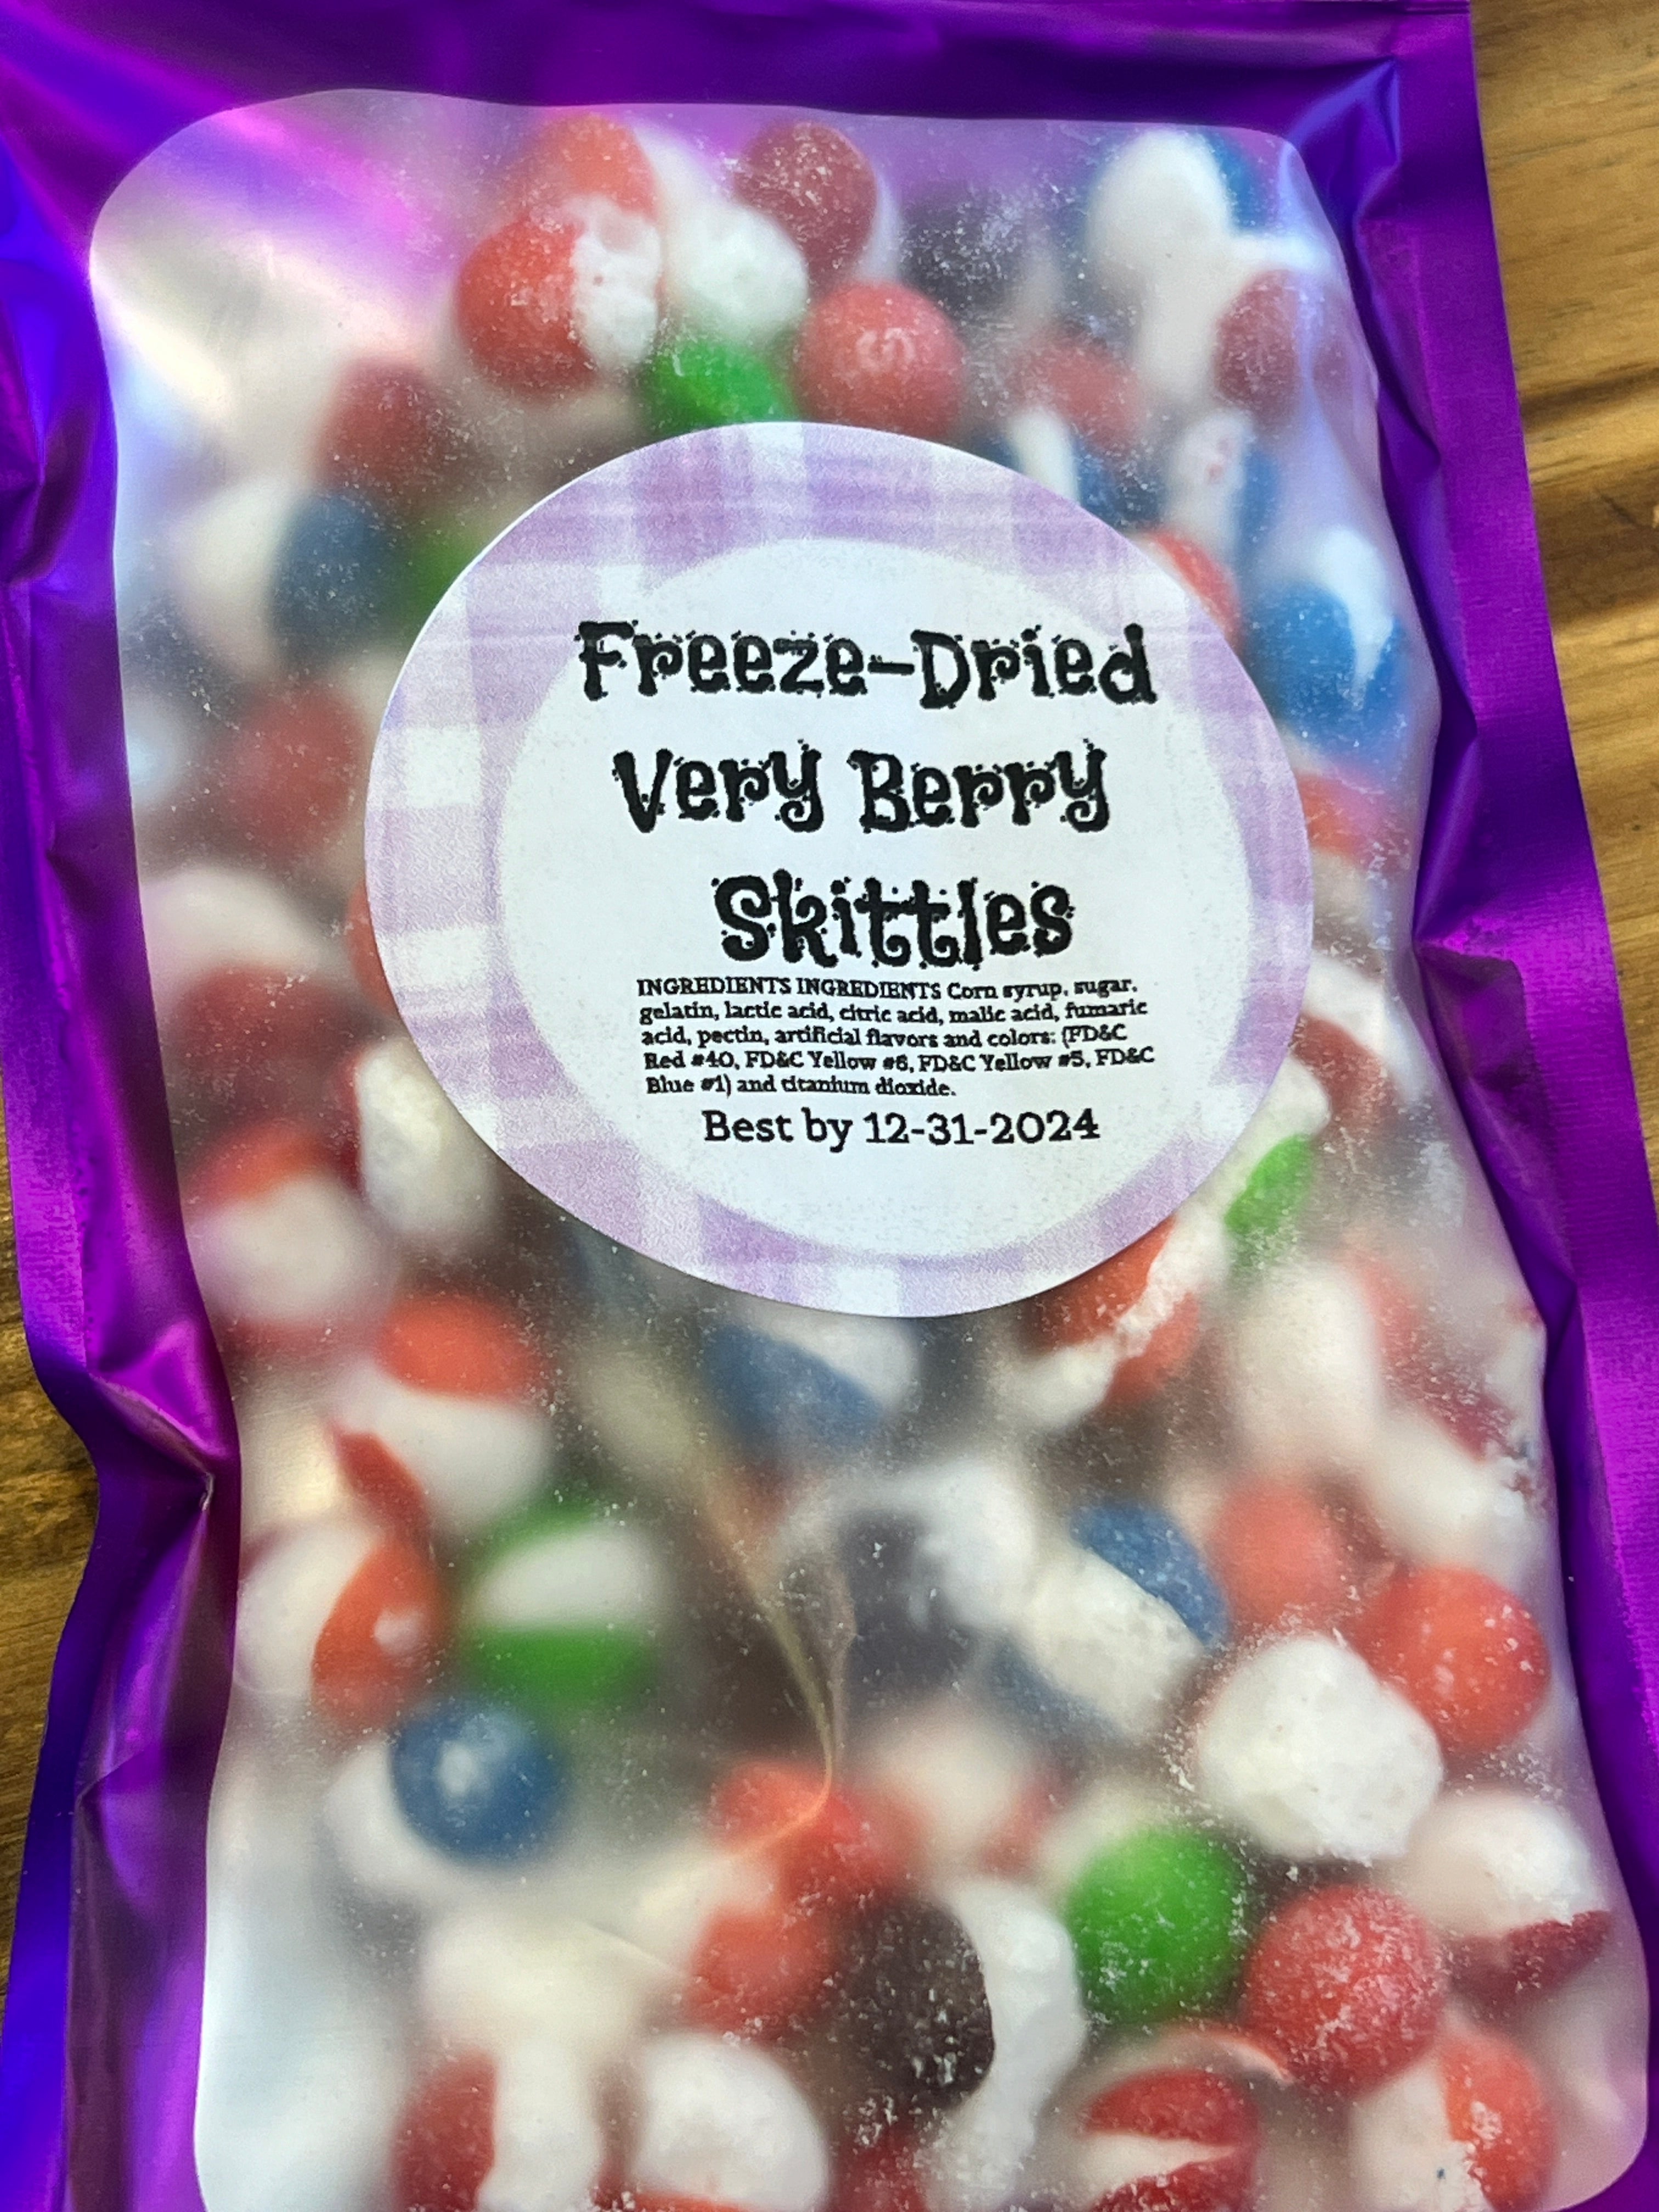 S
Freeze-Dried
Very Berry
Skittles
INGREDIENTS INGREDIENTS Corn syrup, sugar,
gelatin, lactic acid, citric acid, malic acid, fumaric
acid, pectin, artificial flavors and colors: (FD&C
Red #40, FD&C Yellow #6, FD&C Yellow #5, FD&C
Blue #1) and titanium dioxide.
Best by 12-31-2024